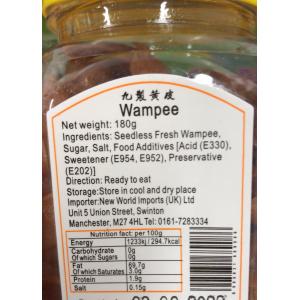 九製黃皮
Wampee
Net weight: 180g
Ingredients: Seedless Fresh Wampee,
Sugar, Salt, Food Additives [Acid (E330),
Sweetener (E954, E952), Preservative
(E202)]
Direction: Ready to eat
Storage:Store in cool and dry place
Importer:New World Imports (UK) Ltd
Unit 5 Union Street, Swinton
Manchester, M27 4HL Tel: 0161-7283334
Nutrition fact: per 100g
Energy 1233kj / 294.7kcal
Carbohydrate 0g
Of which Sugars 0g
Fat 69.7g
Of which Saturates 3.0g
Protein 1.9g
Salt 0.15g